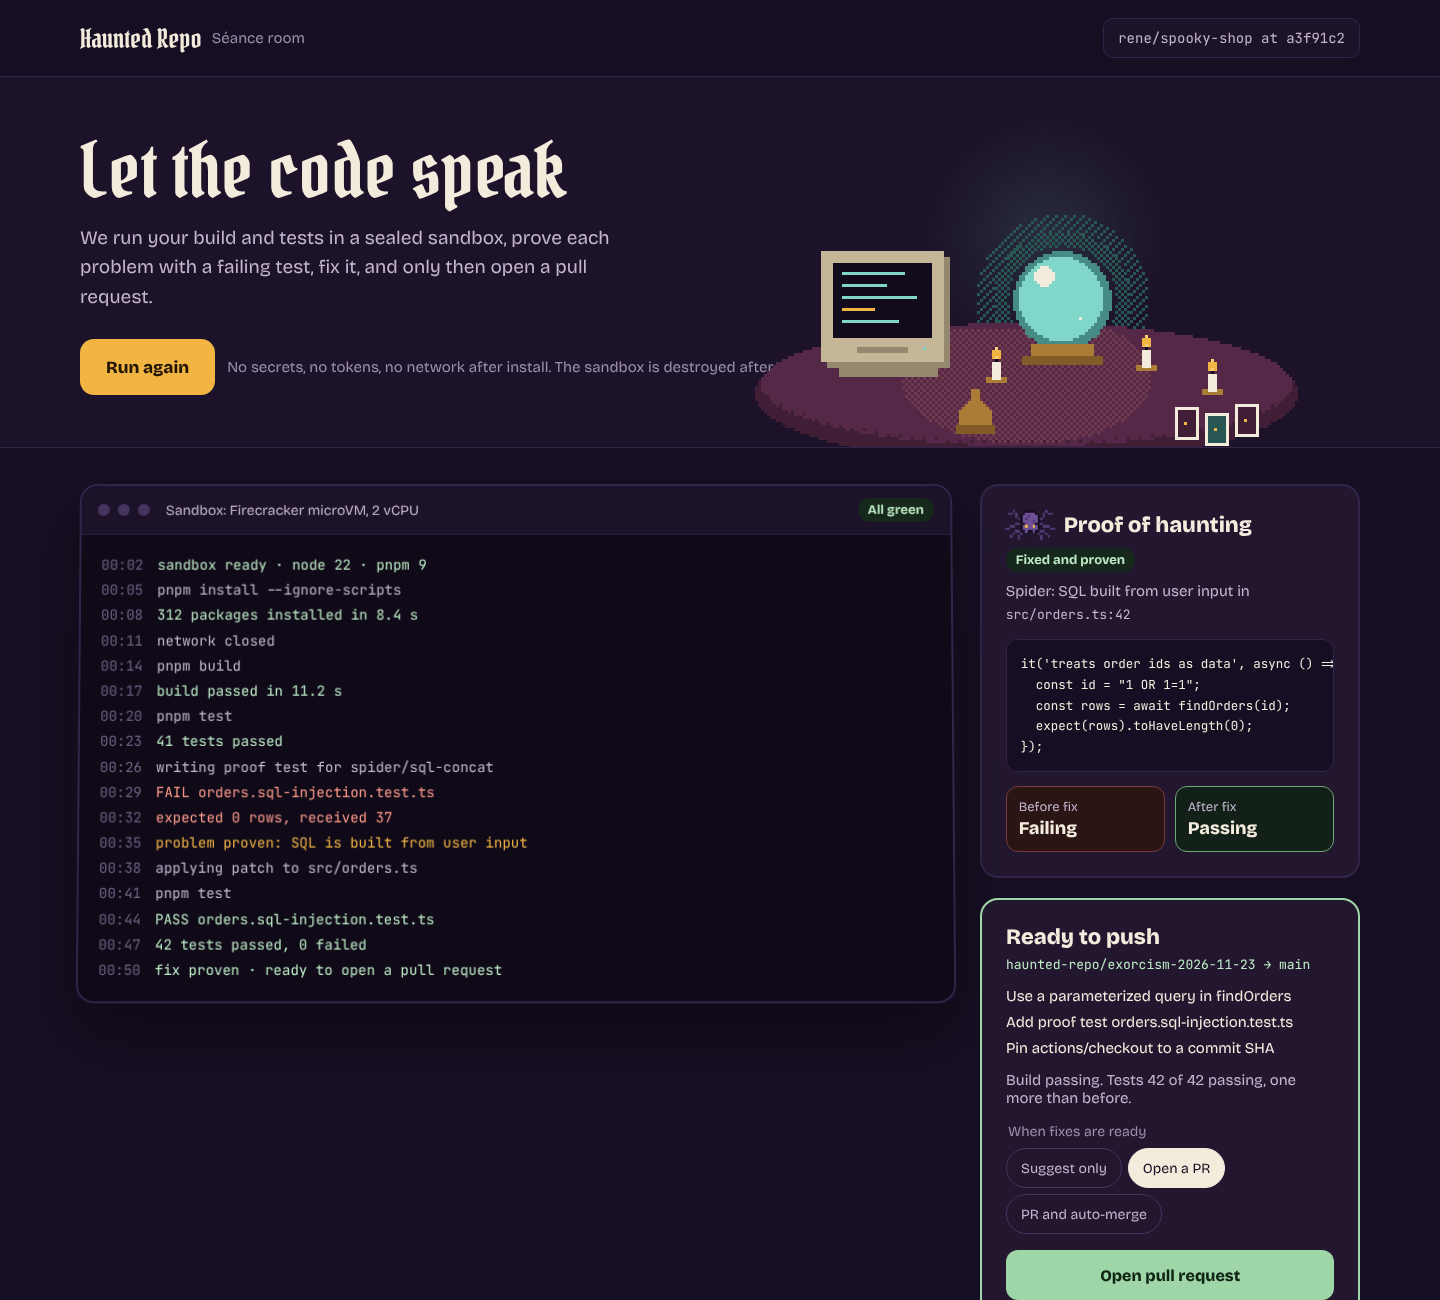 Haunted Repo Séance room
rene/spooky-shop at a3f91c2
Let the code speak
We run your build and tests in a sealed sandbox, prove each
problem with a failing test, fix it, and only then open a pull
request.
Run again
No secrets, no tokens, no network after install. The sandbox is destroyed after
Sandbox: Firecracker microVM, 2 vCPU
All green
00:02 sandbox ready · node 22 · pnpm 9
00:05 pnpm install --ignore-scripts
00:08 312 packages installed in 8.4 s
00:11 network closed
00:14 pnpm build
00:17 build passed in 11.2 s
00:20 pnpm test
00:23 41 tests passed
00:26 writing proof test for spider/sql-concat
00:29 FAIL orders.sql-injection.test.ts
00:32 expected 0 rows, received 37
00:35 problem proven: SQL is built from user input
00:38 applying patch to src/orders.ts
00:41 pnpm test
00:44 PASS orders.sql-injection.test.ts
00:47 42 tests passed, 0 failed
00:50 fix proven · ready to open a pull request
Proof of haunting
Fixed and proven
Spider: SQL built from user input in
src/orders.ts:42
it('treats order ids as data', async () =>
const id = "1 OR 1=1";
const rows = await findOrders(id);
expect(rows).toHaveLength(0);
});
Before fix
Failing
After fix
Passing
Ready to push
haunted-repo/exorcism-2026-11-23 → main
Use a parameterized query in findOrders
Add proof test orders.sql-injection.test.ts
Pin actions/checkout to a commit SHA
Build passing. Tests 42 of 42 passing, one
more than before.
When fixes are ready
Suggest only
Open a PR
PR and auto-merge
Open pull request